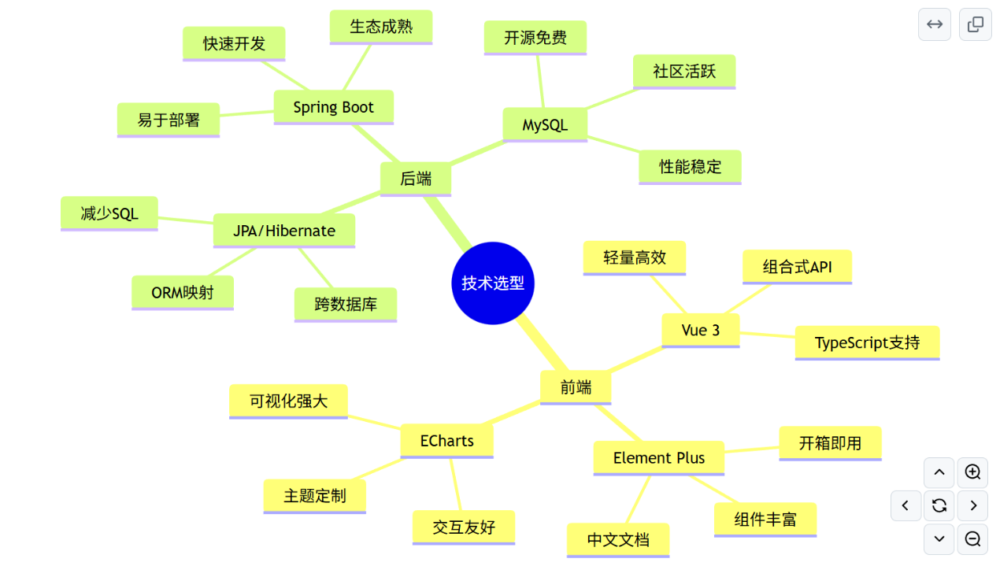 生态成熟
开源免费
快速开发
社区活跃
Spring Boot
易于部署
MySQL
性能稳定
后端
减少SQL
JPA/Hibernate
轻量高效
组合式API
技术选型
ORM映射
跨数据库
Vue 3
TypeScript支持
前端
可视化强大
ECharts
开箱即用
Element Plus
主题定制
组件丰富
交互友好
中文文档